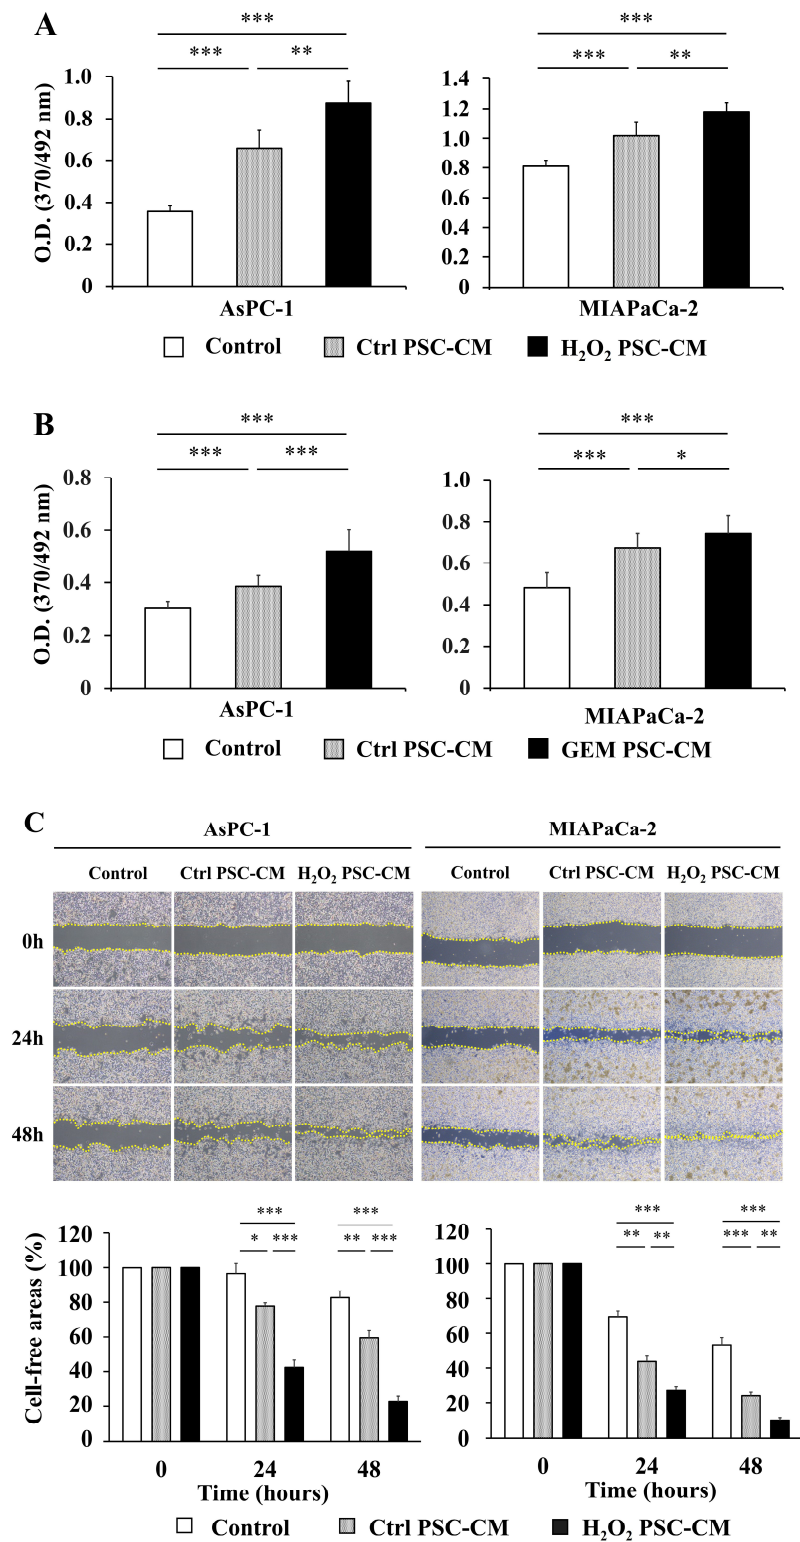 A
*** ***
*** ** *** **
O.D. (370/492 nm)
1.0
0.8
0.6
0.4
0.2
0
1.4
1.2
1.0
0.8
0.6
0.4
0.2
0
AsPC-1 MIAPaCa-2
Control Ctrl PSC-CM H₂O₂ PSC-CM
B
*** ***
*** *** *** *
O.D. (370/492 nm)
0.8
0.6
0.4
0.2
0
1.0
0.8
0.6
0.4
0.2
0
AsPC-1 MIAPaCa-2
Control Ctrl PSC-CM GEM PSC-CM
C
AsPC-1 MIAPaCa-2
Control Ctrl PSC-CM H₂O₂ PSC-CM Control Ctrl PSC-CM H₂O₂ PSC-CM
0h
24h
48h
Cell-free areas (%)
120
100
80
60
40
20
0
*** ***
* *** ** ***
0 24 48
Time (hours)
120
100
80
60
40
20
0
*** ***
** ** *** **
0 24 48
Time (hours)
Control Ctrl PSC-CM H₂O₂ PSC-CM